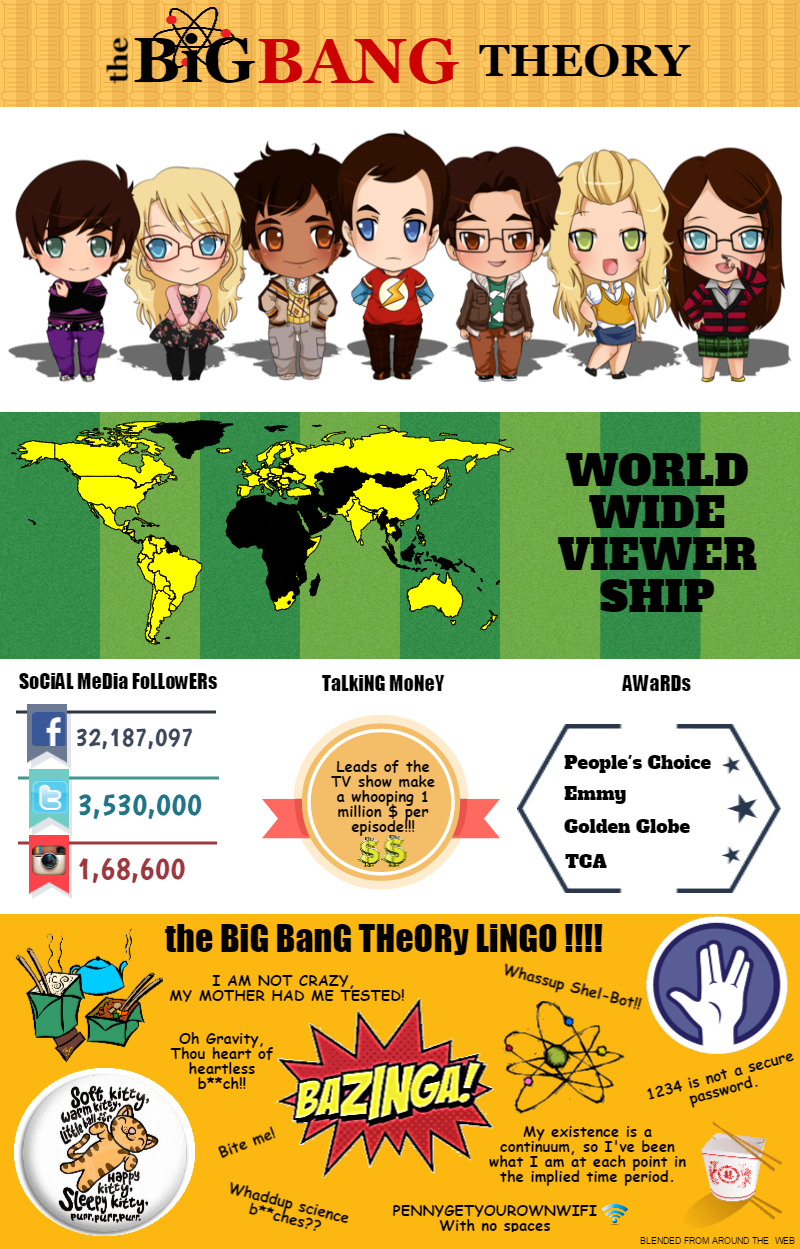 the BiG BANG THEORY
WORLD
WIDE
VIEWER
SHIP
SoCiAL MeDia FoLLowERs
f 32,187,097
t 3,530,000
1,68,600
TaLkiNG MoNeY
Leads of the
TV show make
a whooping 1
million $ per
episode!!!
$$
AWaRDs
People's Choice
Emmy
Golden Globe
TCA
the BiG BanG THeORy LiNGO !!!!
I AM NOT CRAZY,
MY MOTHER HAD ME TESTED!
Whassup Shel-Bot!!
Oh Gravity,
Thou heart of
heartless
b**ch!!
BAZINGA!
1234 is not a secure
password.
Soft kitty,
warm kitty,
little ball of fur
Happy
kitty,
Sleepy kitty,
purr,purr,purr.
Bite me!
My existence is a
continuum, so I've been
what I am at each point in
the implied time period.
Whaddup science
b**ches??
PENNYGETYOUROWNWIFI
With no spaces
BLENDED FROM AROUND THE WEB